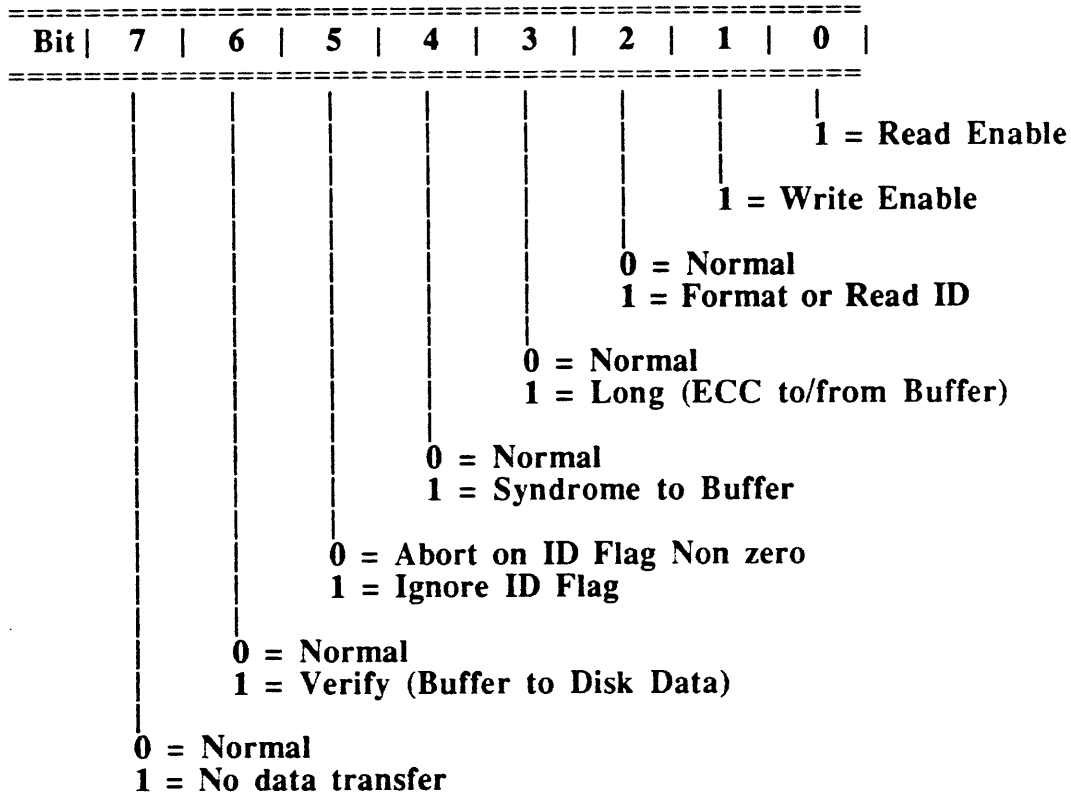 Bit| 7 | 6 | 5 | 4 | 3 | 2 | 1 | 0 |
1 = Read Enable
1 = Write Enable
0 = Normal
1 = Format or Read ID
0 = Normal
1 = Long (ECC to/from Buffer)
0 = Normal
1 = Syndrome to Buffer
0 = Abort on ID Flag Non zero
1 = Ignore ID Flag
0 = Normal
1 = Verify (Buffer to Disk Data)
0 = Normal
1 = No data transfer